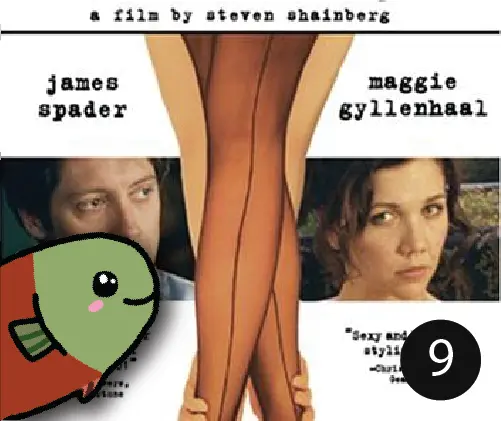 a film by steven shainberg
james
spader
maggie
gyllenhaal
"Sexy and
styli
9